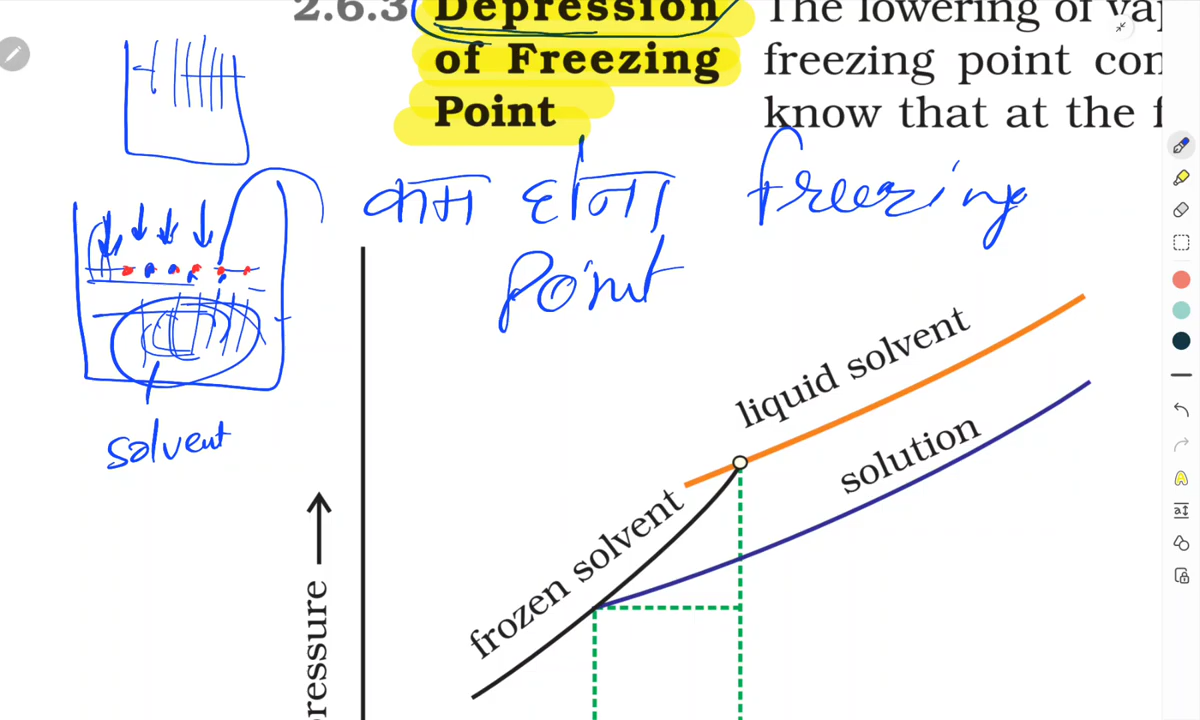 2.6.3 Depression
of Freezing
Point
The lowering of va
freezing point con
know that at the f
कम होना freezing
Point
solvent
liquid solvent
solution
frozen solvent
ressure